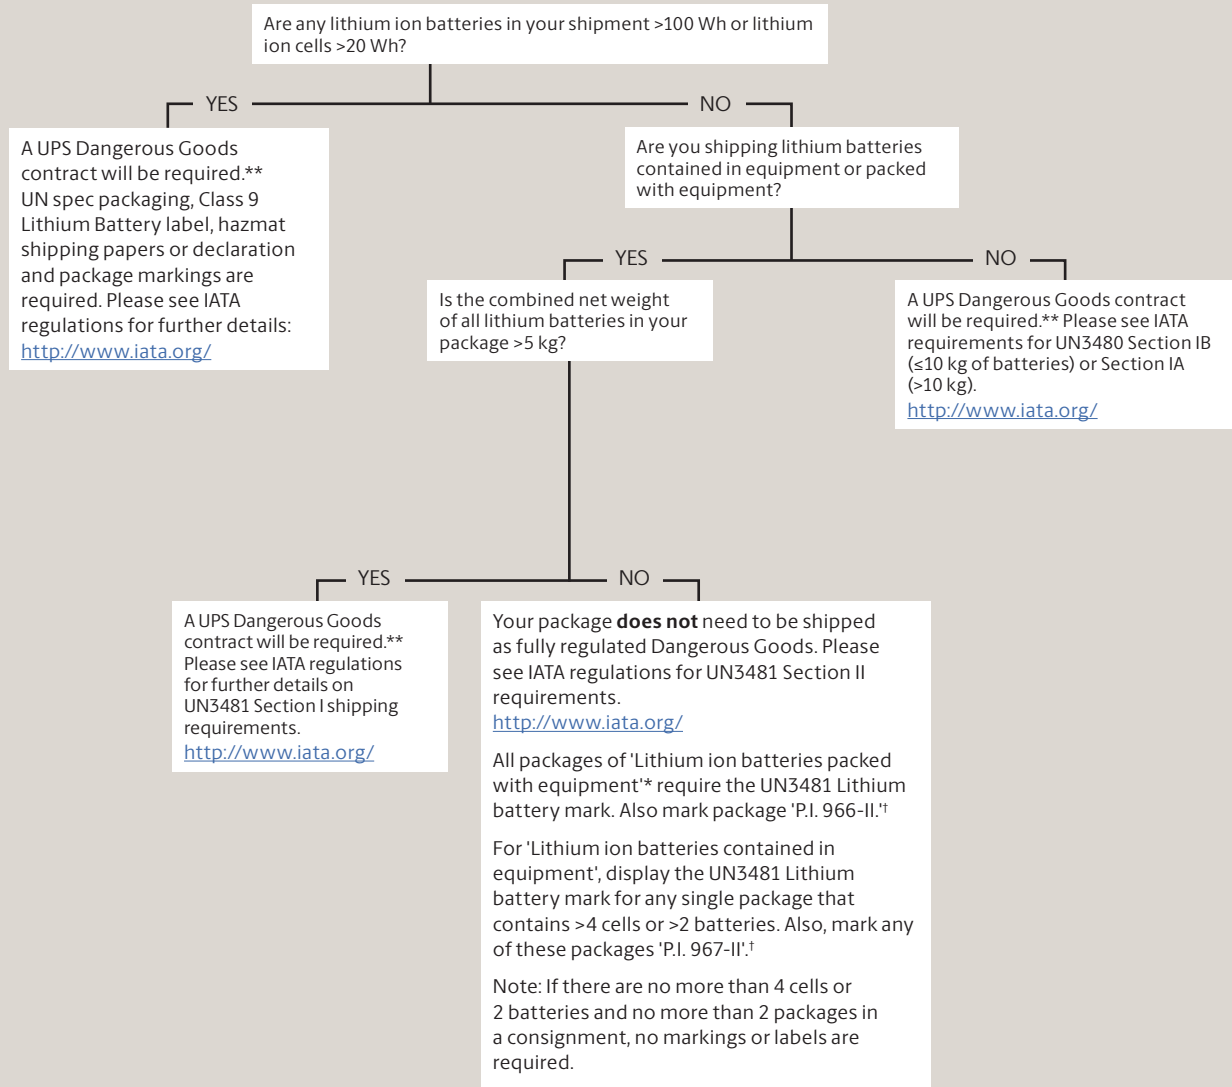 Are any lithium ion batteries in your shipment >100 Wh or lithium
ion cells >20 Wh?
YES
NO
A UPS Dangerous Goods
contract will be required.**
UN spec packaging, Class 9
Lithium Battery label, hazmat
shipping papers or declaration
and package markings are
required. Please see IATA
regulations for further details:
http://www.iata.org/
Are you shipping lithium batteries
contained in equipment or packed
with equipment?
YES
NO
Is the combined net weight
of all lithium batteries in your
package >5 kg?
A UPS Dangerous Goods contract
will be required.** Please see IATA
requirements for UN3480 Section IB
(≤10 kg of batteries) or Section IA
(>10 kg).
http://www.iata.org/
YES
NO
A UPS Dangerous Goods
contract will be required.**
Please see IATA regulations
for further details on
UN3481 Section I shipping
requirements.
http://www.iata.org/
Your package does not need to be shipped
as fully regulated Dangerous Goods. Please
see IATA regulations for UN3481 Section II
requirements.
http://www.iata.org/
All packages of 'Lithium ion batteries packed
with equipment'* require the UN3481 Lithium
battery mark. Also mark package 'P.I. 966-II.'†
For 'Lithium ion batteries contained in
equipment', display the UN3481 Lithium
battery mark for any single package that
contains >4 cells or >2 batteries. Also, mark any
of these packages 'P.I. 967-II'.†
Note: If there are no more than 4 cells or
2 batteries and no more than 2 packages in
a consignment, no markings or labels are
required.